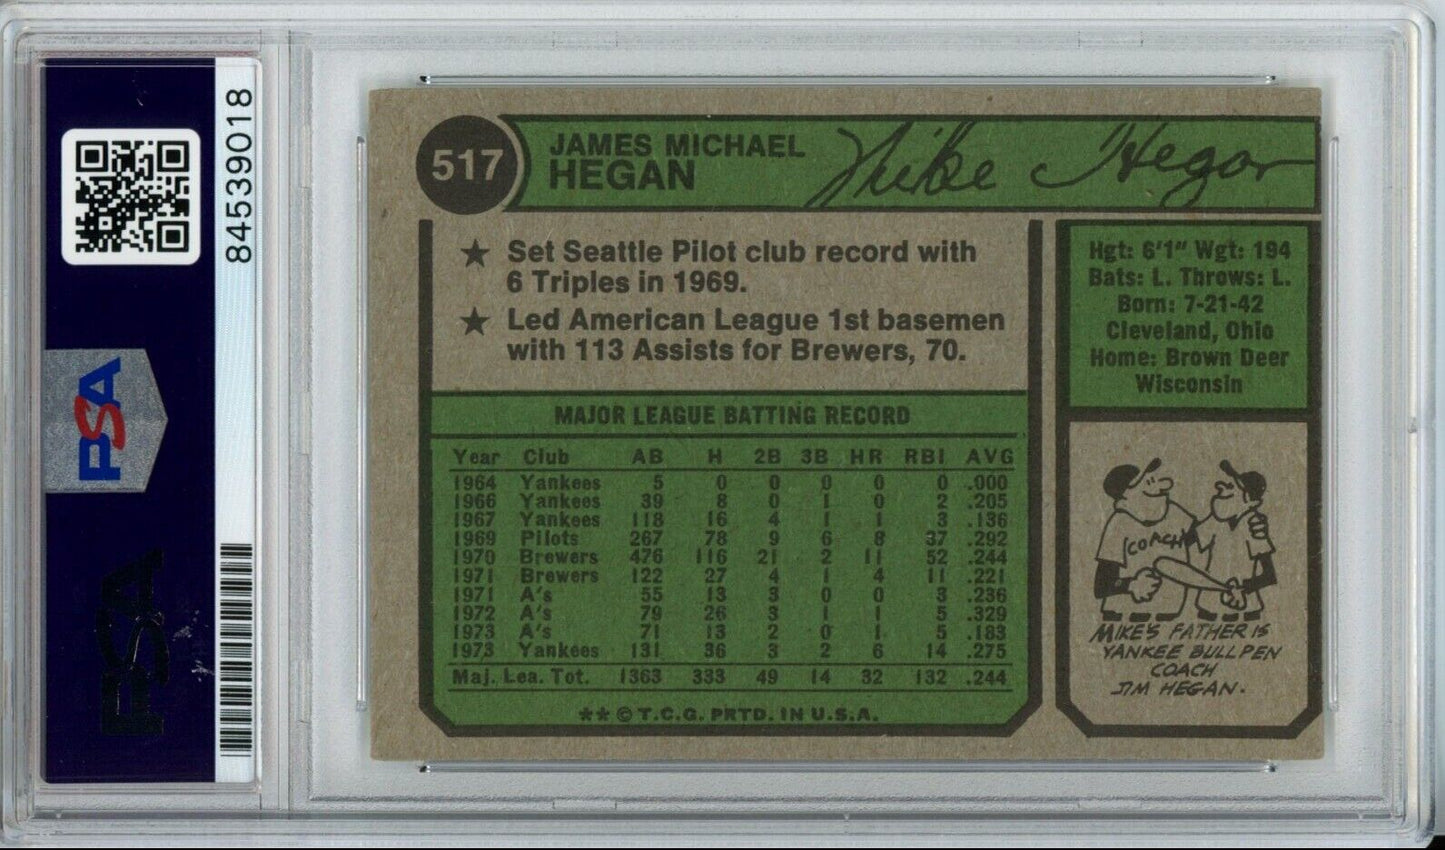 84539018
PSA
PSA
517
JAMES MICHAEL
HEGAN
Mike Hegan
★ Set Seattle Pilot club record with
6 Triples in 1969.
★ Led American League 1st basemen
with 113 Assists for Brewers, 70.
Hgt: 6'1" Wgt: 194
Bats: L. Throws: L.
Born: 7-21-42
Cleveland, Ohio
Home: Brown Deer
Wisconsin
MAJOR LEAGUE BATTING RECORD
Year Club AB H 2B 3B HR RBI AVG
1964 Yankees 5 0 0 0 0 0 .000
1966 Yankees 39 8 0 1 0 2 .205
1967 Yankees 118 16 4 1 1 3 .136
1969 Pilots 267 78 9 6 8 37 .292
1970 Brewers 476 116 21 2 11 52 .244
1971 Brewers 122 27 4 1 4 11 .221
1971 A's 55 13 3 0 0 3 .236
1972 A's 79 26 3 1 1 5 .329
1973 A's 71 13 2 0 1 5 .183
1973 Yankees 131 36 3 2 6 14 .275
Maj. Lea. Tot. 1363 333 49 14 32 132 .244
** © T.C.G. PRTD. IN U.S.A.
COACH
MIKE'S FATHER IS
YANKEE BULLPEN
COACH
JIM HEGAN.